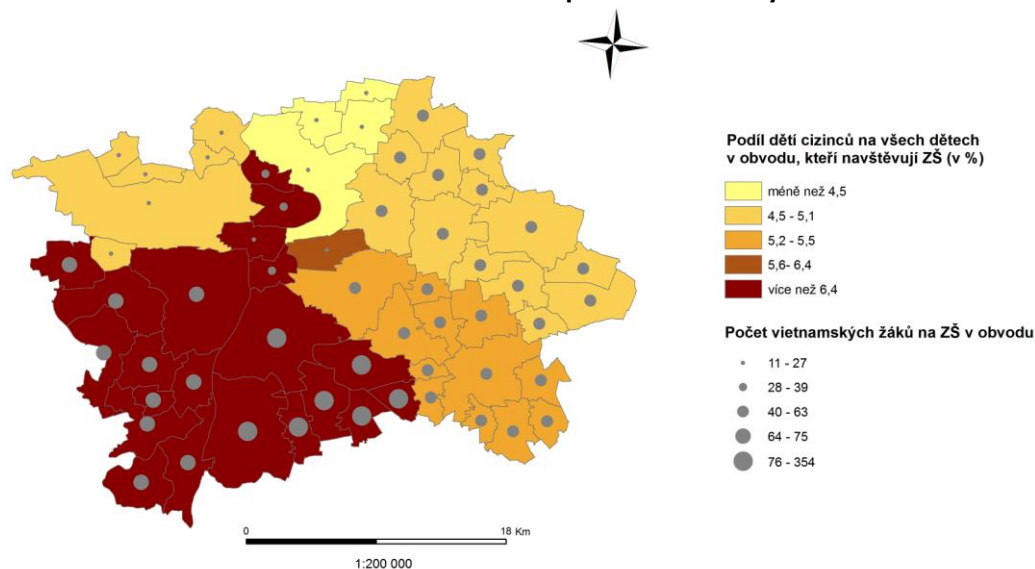 Podíl dětí cizinců na všech dětech
v obvodu, kteří navštěvují ZŠ (v %)
méně než 4,5
4,5 - 5,1
5,2 - 5,5
5,6- 6,4
více než 6,4
Počet vietnamských žáků na ZŠ v obvodu
11 - 27
28 - 39
40 - 63
64 - 75
76 - 354
0 18 Km
1:200 000